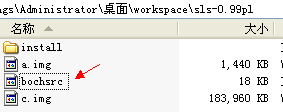 ngs\Administrator\桌面\workspace\sls-0.99pl
名称 大小
install
a.img 1,440 KB
bochsrc 18 KB
c.img 183,960 KB